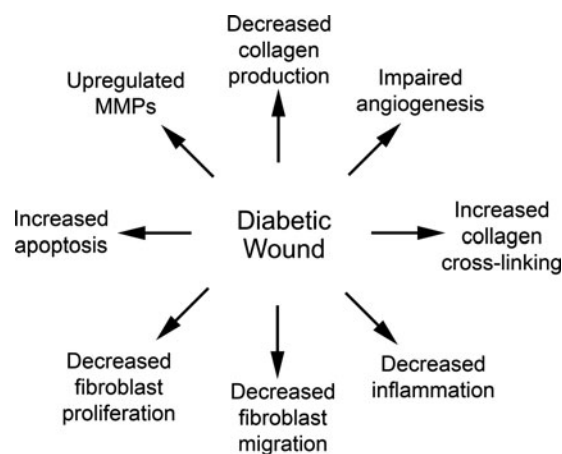 Decreased
collagen
production
Impaired
angiogenesis
Increased
collagen
cross-linking
Decreased
inflammation
Decreased
fibroblast
migration
Decreased
fibroblast
proliferation
Increased
apoptosis
Upregulated
MMPs
Diabetic
Wound